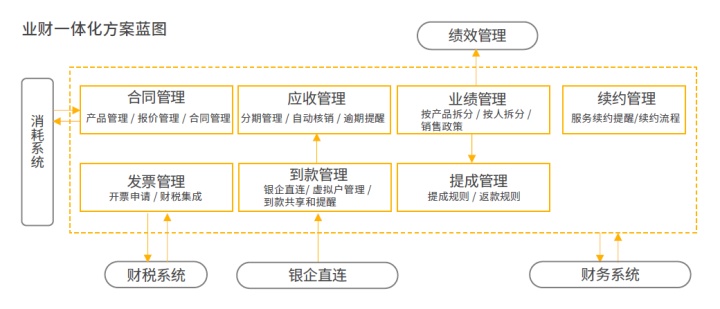 业财一体化方案蓝图
绩效管理
消耗系统
合同管理
产品管理 / 报价管理 / 合同管理
应收管理
分期管理 / 自动核销 / 逾期提醒
业绩管理
按产品拆分 / 按人拆分 /
销售政策
续约管理
服务续约提醒/续约流程
发票管理
开票申请 / 财税集成
到款管理
银企直连/ 虚拟户管理 /
到款共享和提醒
提成管理
提成规则 / 返款规则
财税系统
银企直连
财务系统